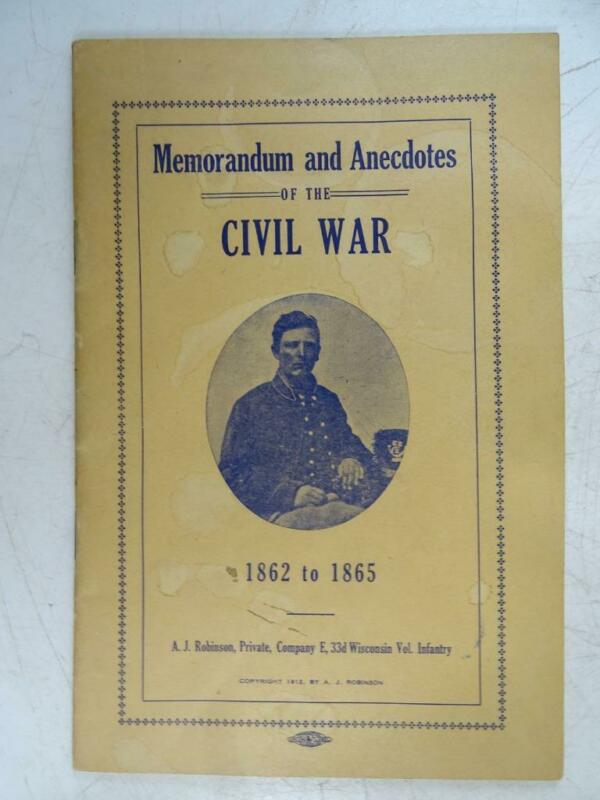 Memorandum and Anecdotes
OF THE
CIVIL WAR
1862 to 1865
A. J. Robinson, Private, Company E, 33d Wisconsin Vol. Infantry
COPYRIGHT 1912, BY A. J. ROBINSON